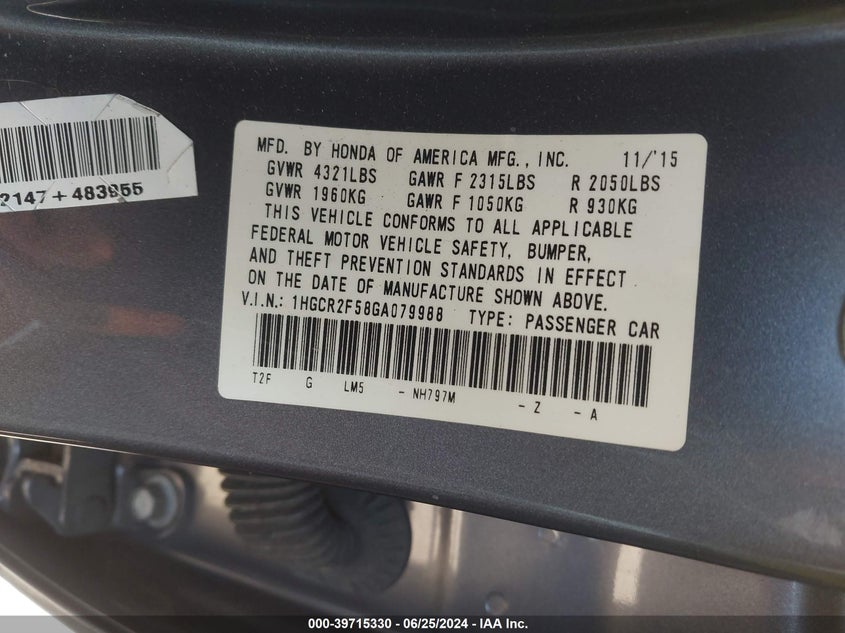 2147+483955
MFD. BY HONDA OF AMERICA MFG., INC. 11/'15
GVWR 4321LBS GAWR F 2315LBS R 2050LBS
GVWR 1960KG GAWR F 1050KG R 930KG
THIS VEHICLE CONFORMS TO ALL APPLICABLE
FEDERAL MOTOR VEHICLE SAFETY, BUMPER,
AND THEFT PREVENTION STANDARDS IN EFFECT
ON THE DATE OF MANUFACTURE SHOWN ABOVE.
V.I.N.: 1HGCR2F58GA079988 TYPE: PASSENGER CAR
T2F G LM5 - NH797M - Z - A
000-39715330 - 06/25/2024 - IAA Inc.